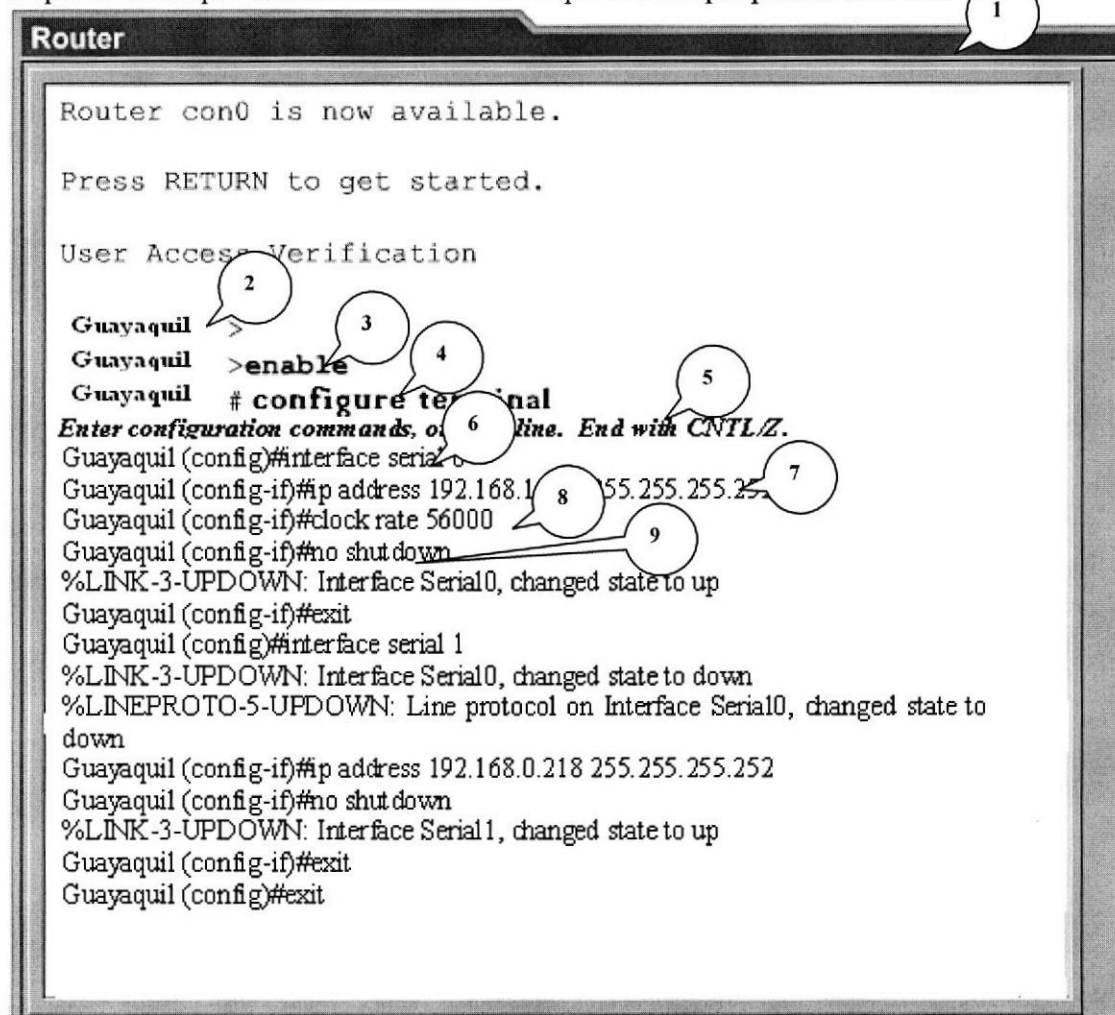 1
Router
Router con0 is now available.
Press RETURN to get started.
User Access Verification
2
Guayaquil >
3
Guayaquil >enable
4
Guayaquil # configure terminal
5
Enter configuration commands, line. End with CNTL/Z.
6
Guayaquil (config)#interface serial 0
7
Guayaquil (config-if)#ip address 192.168.1 255.255.255.252
8
Guayaquil (config-if)#clock rate 56000
9
Guayaquil (config-if)#no shutdown
%LINK-3-UPDOWN: Interface Serial0, changed state to up
Guayaquil (config-if)#exit
Guayaquil (config)#interface serial 1
%LINK-3-UPDOWN: Interface Serial0, changed state to down
%LINEPROTO-5-UPDOWN: Line protocol on Interface Serial0, changed state to
down
Guayaquil (config-if)#ip address 192.168.0.218 255.255.255.252
Guayaquil (config-if)#no shutdown
%LINK-3-UPDOWN: Interface Serial1, changed state to up
Guayaquil (config-if)#exit
Guayaquil (config)#exit